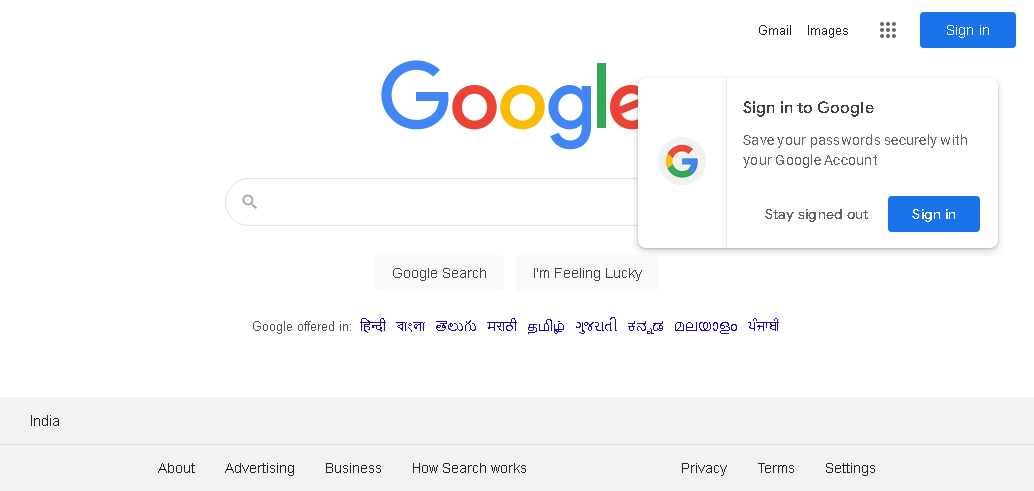 Gmail Images Sign in
Google
Sign in to Google
Save your passwords securely with
your Google Account
Stay signed out Sign in
Google Search I'm Feeling Lucky
Google offered in: हिन्दी বাংলা తెలుగు मराठी தமிழ் ગુજરાતી ಕನ್ನಡ മലയാളം ਪੰਜਾਬੀ
India
About Advertising Business How Search works Privacy Terms Settings